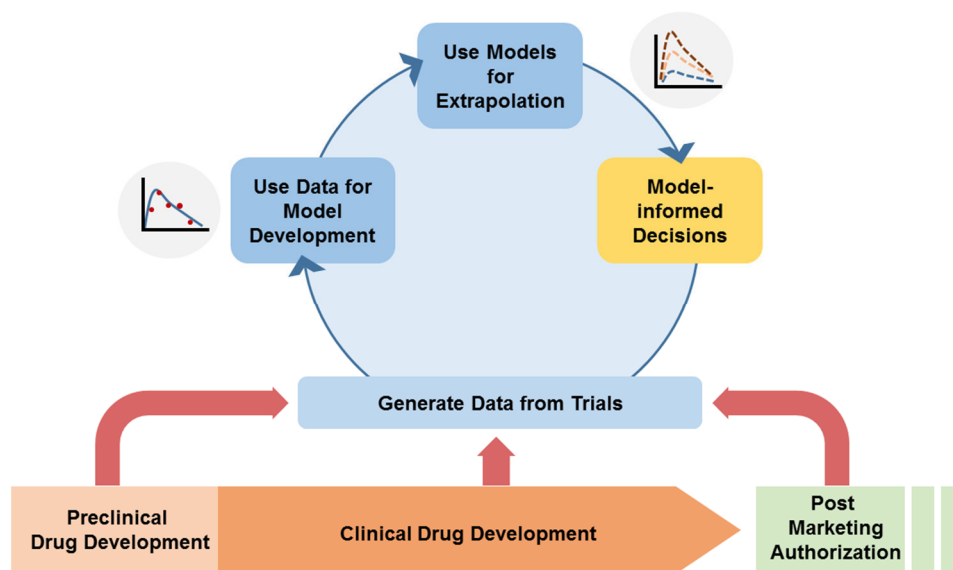 Use Models
for
Extrapolation
Use Data for
Model
Development
Model-
informed
Decisions
Generate Data from Trials
Preclinical
Drug Development
Clinical Drug Development
Post
Marketing
Authorization